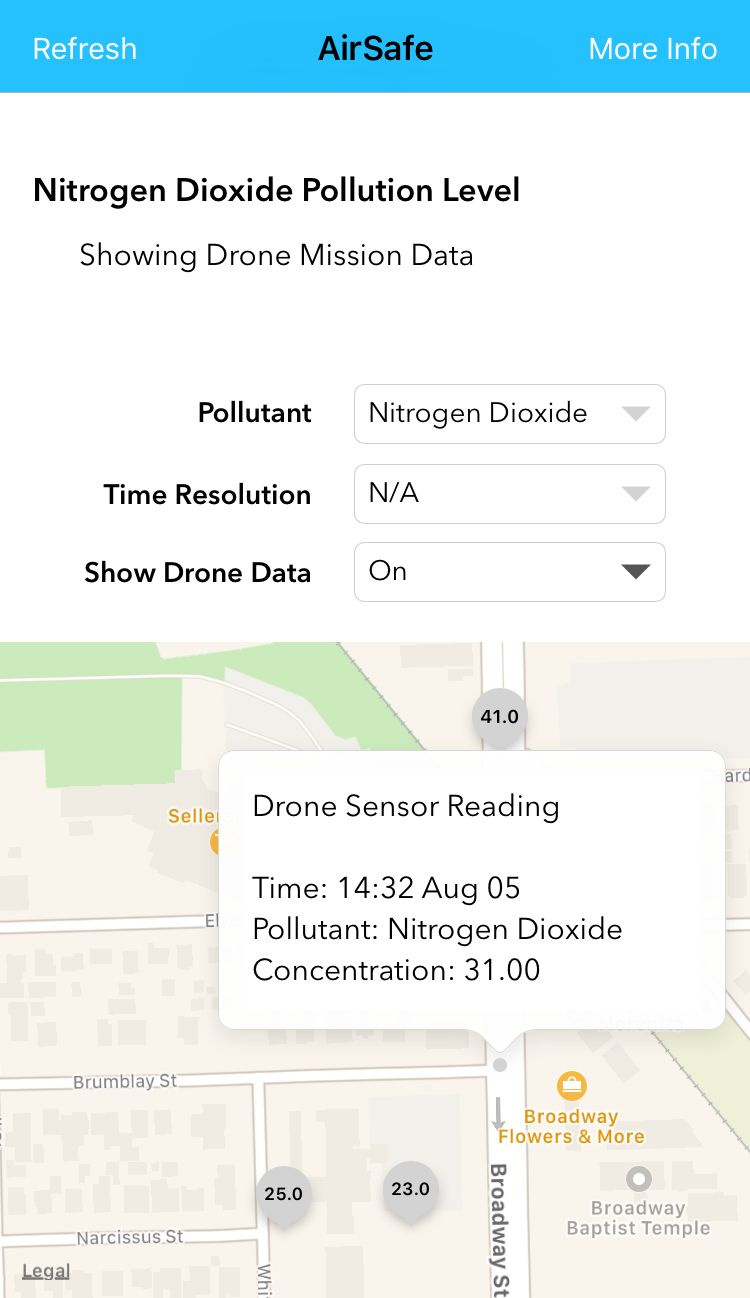 Refresh
AirSafe
More Info
Nitrogen Dioxide Pollution Level
Showing Drone Mission Data
Pollutant
Nitrogen Dioxide
Time Resolution
N/A
Show Drone Data
On
41.0
Drone Sensor Reading
Time: 14:32 Aug 05
Pollutant: Nitrogen Dioxide
Concentration: 31.00
Brumblay St
Broadway
Flowers & More
25.0
23.0
Broadway St
Broadway
Baptist Temple
Narcissus St
Legal